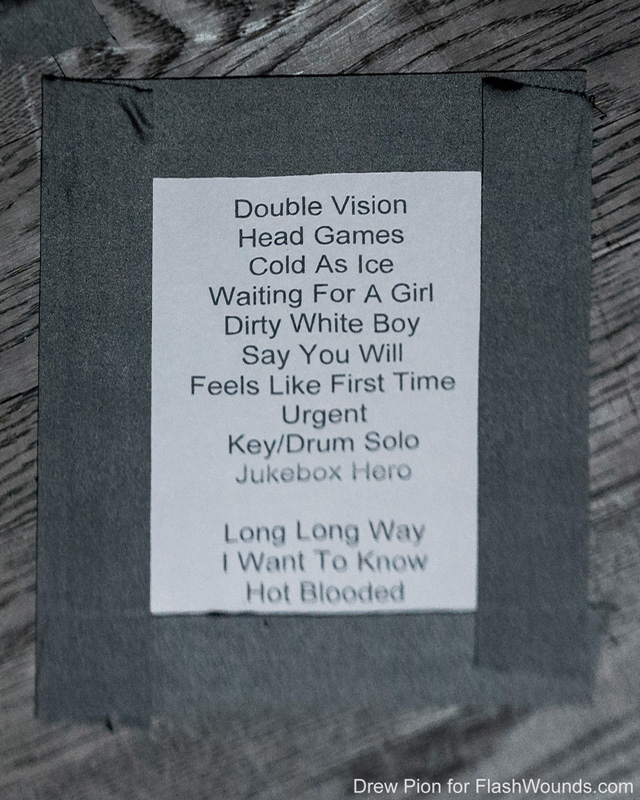 Double Vision
Head Games
Cold As Ice
Waiting For A Girl
Dirty White Boy
Say You Will
Feels Like First Time
Urgent
Key/Drum Solo
Jukebox Hero
Long Long Way
I Want To Know
Hot Blooded
Drew Pion for FlashWounds.com